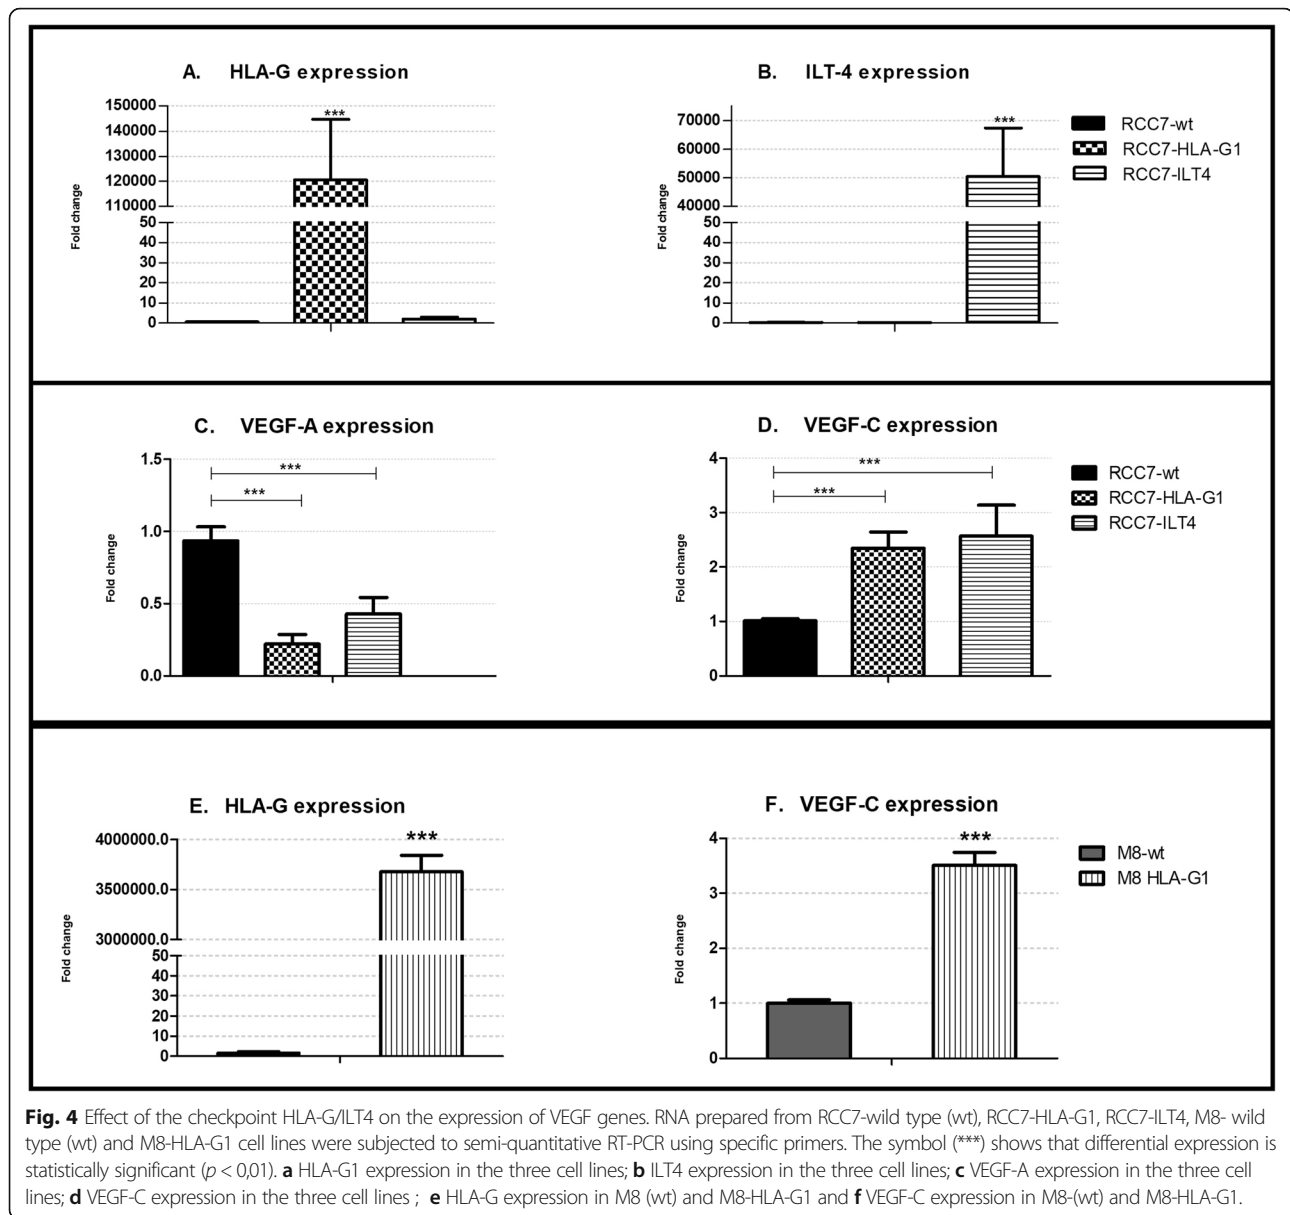 A. HLA-G expression
150000
140000
130000
120000
110000
50
40
30
20
10
0
Fold change
***
B. ILT-4 expression
70000
60000
50000
40000
50
40
30
20
10
0
Fold change
***
RCC7-wt
RCC7-HLA-G1
RCC7-ILT4
C. VEGF-A expression
1.5
1.0
0.5
0.0
Fold change
***
***
D. VEGF-C expression
4
3
2
1
0
Fold change
***
***
RCC7-wt
RCC7-HLA-G1
RCC7-ILT4
E. HLA-G expression
4000000.0
3500000.0
3000000.0
50
40
30
20
10
0
Fold change
***
F. VEGF-C expression
4
3
2
1
0
Fold change
***
M8-wt
M8 HLA-G1
Fig. 4 Effect of the checkpoint HLA-G/ILT4 on the expression of VEGF genes. RNA prepared from RCC7-wild type (wt), RCC7-HLA-G1, RCC7-ILT4, M8- wild
type (wt) and M8-HLA-G1 cell lines were subjected to semi-quantitative RT-PCR using specific primers. The symbol (***) shows that differential expression is
statistically significant (p < 0,01). a HLA-G1 expression in the three cell lines; b ILT4 expression in the three cell lines; c VEGF-A expression in the three cell
lines; d VEGF-C expression in the three cell lines ; e HLA-G expression in M8 (wt) and M8-HLA-G1 and f VEGF-C expression in M8-(wt) and M8-HLA-G1.